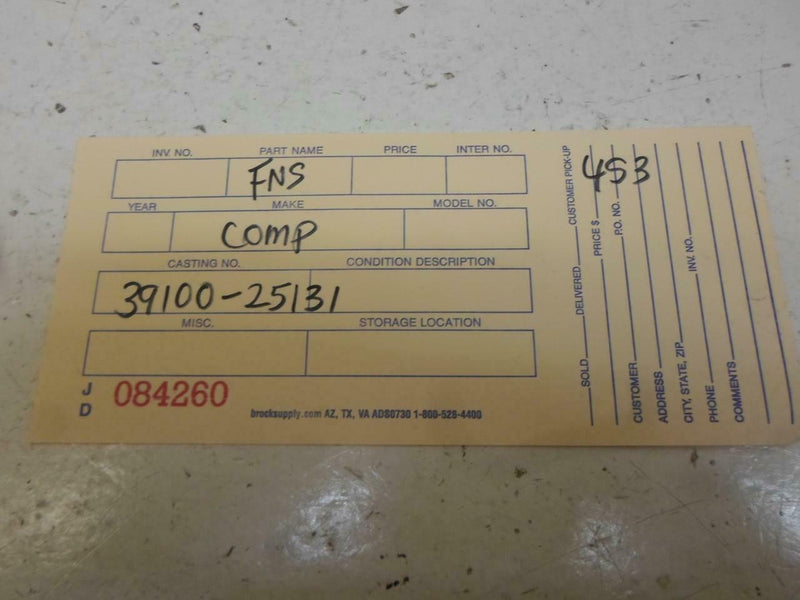 INV. NO. PART NAME PRICE INTER NO.
FNS
YEAR MAKE MODEL NO.
COMP
CASTING NO. CONDITION DESCRIPTION
39100-25131
MISC. STORAGE LOCATION
J D 084260
brocksupply.com AZ, TX, VA ADS0730 1-800-528-4400
453
SOLD DELIVERED CUSTOMER PICK-UP
PRICE $
P.O. NO.
CUSTOMER
ADDRESS
CITY, STATE, ZIP INV. NO.
PHONE
COMMENTS